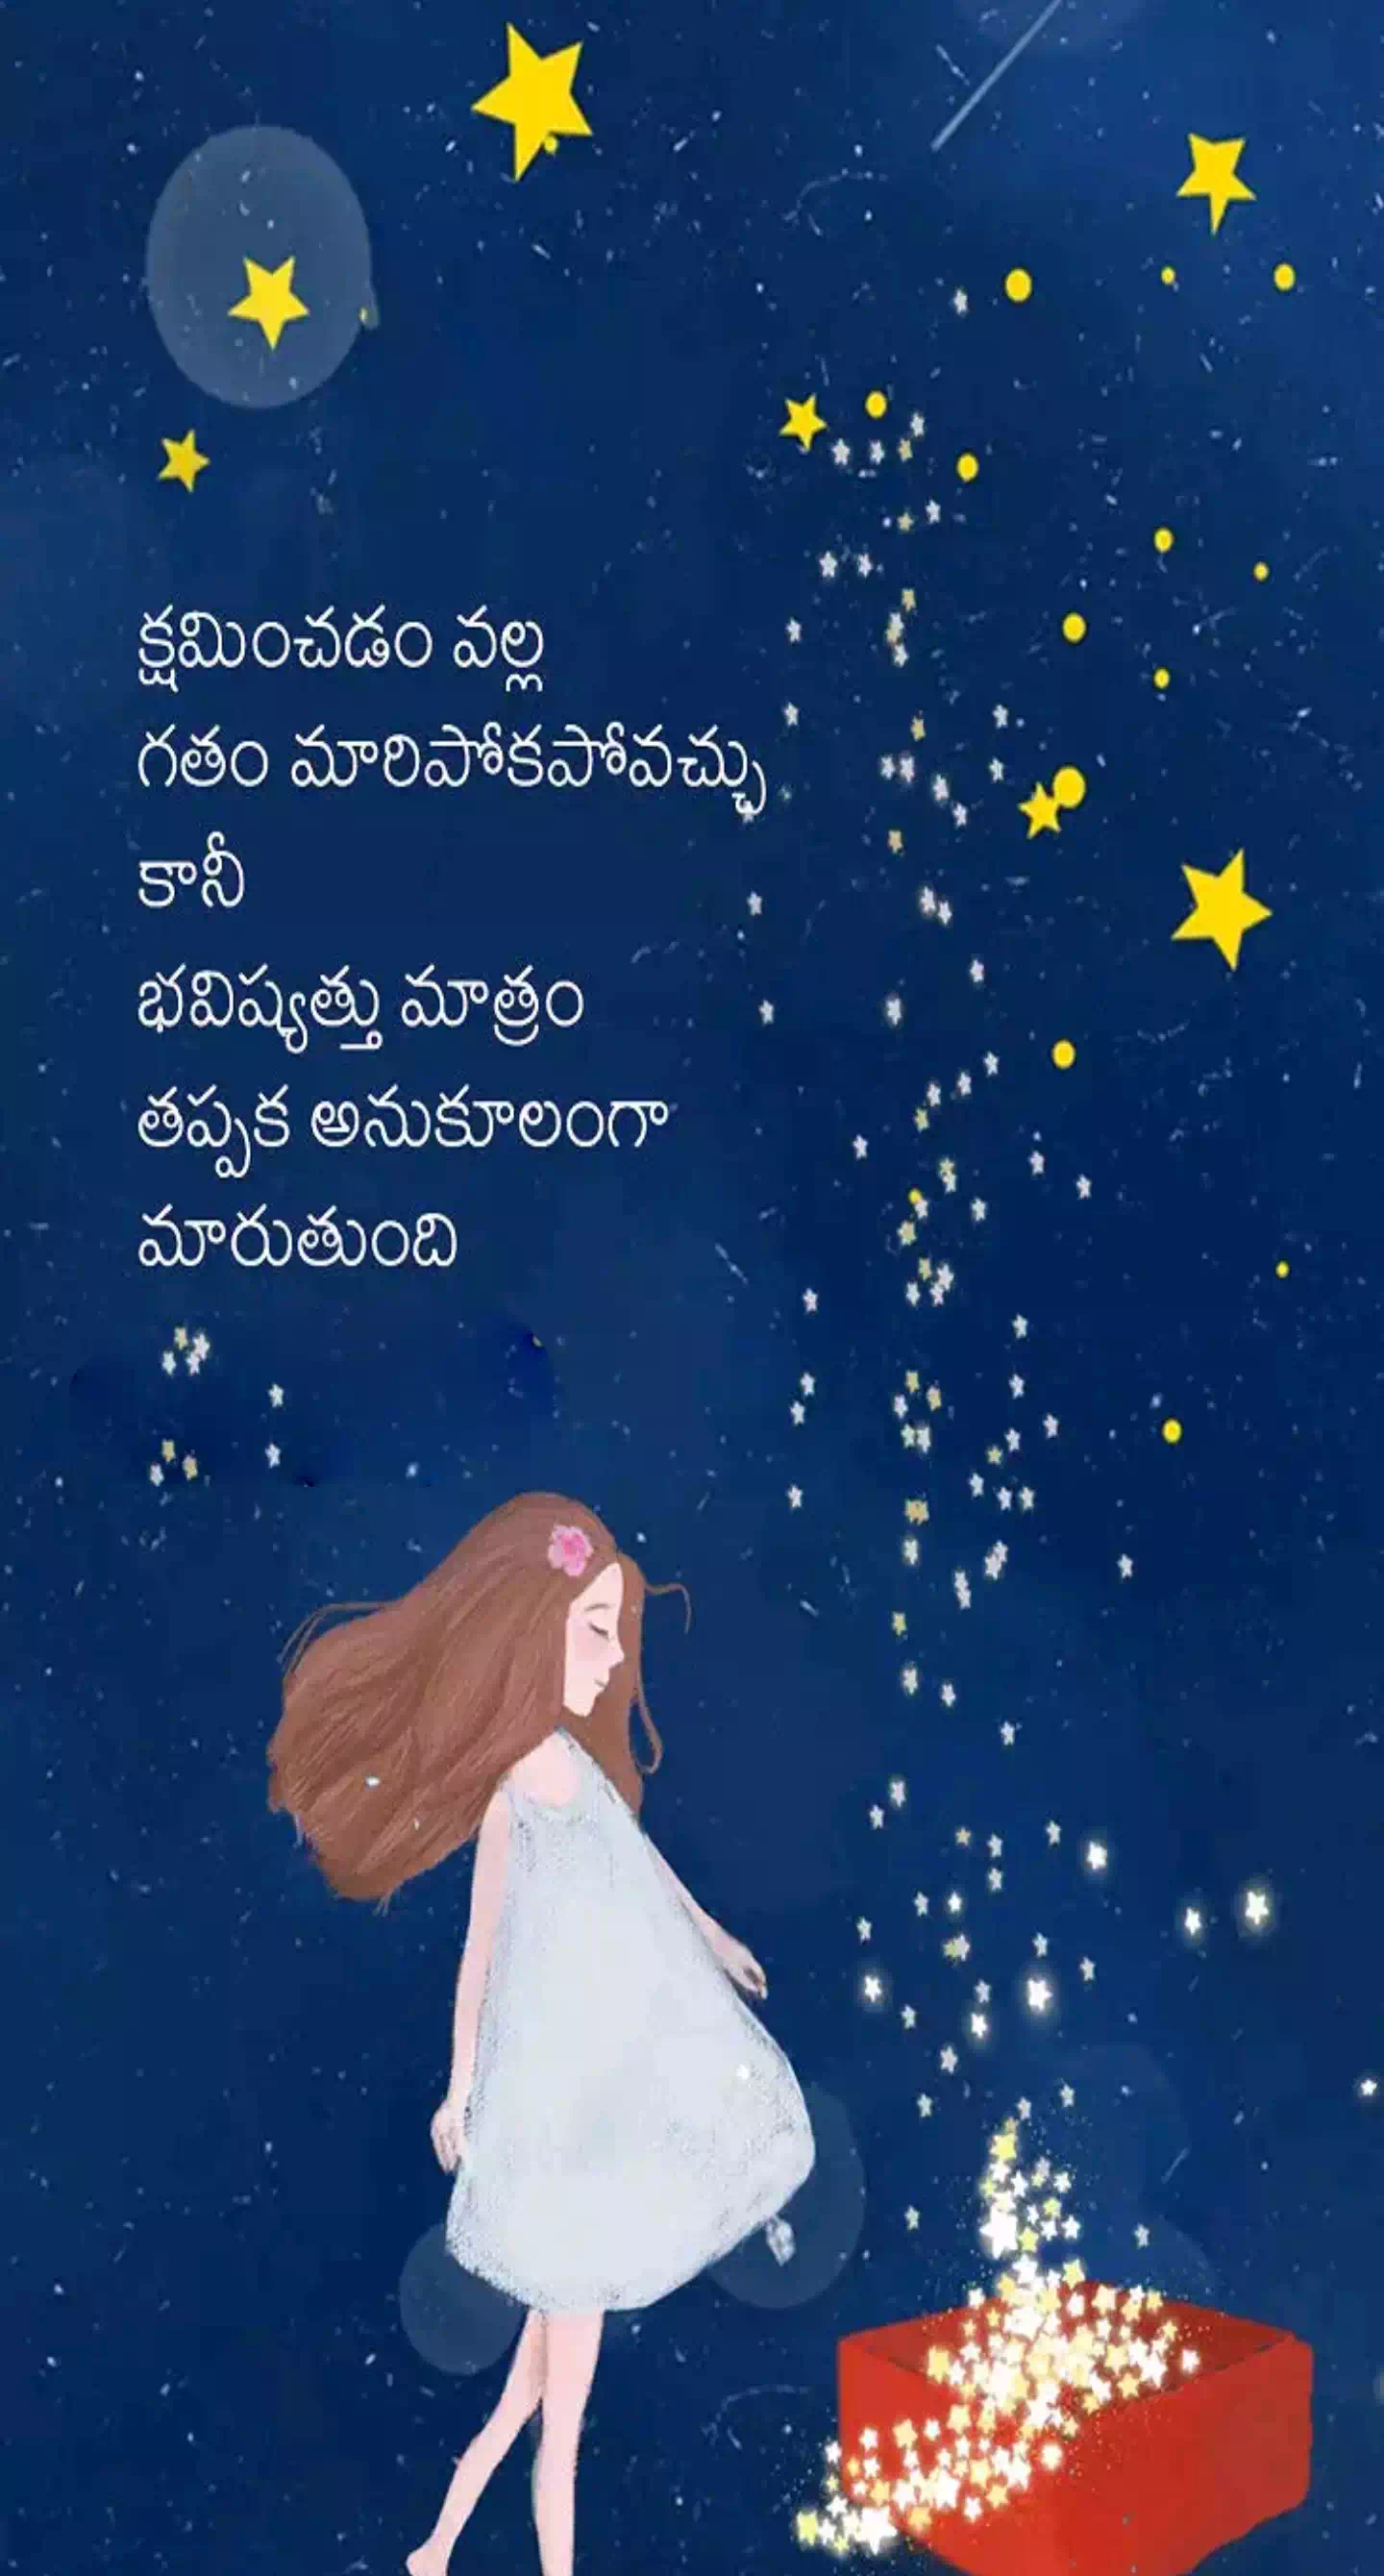 క్షమించడం వల్ల
గతం మారిపోకపోవచ్చు
కానీ
భవిష్యత్తు మాత్రం
తప్పక అనుకూలంగా
మారుతుంది